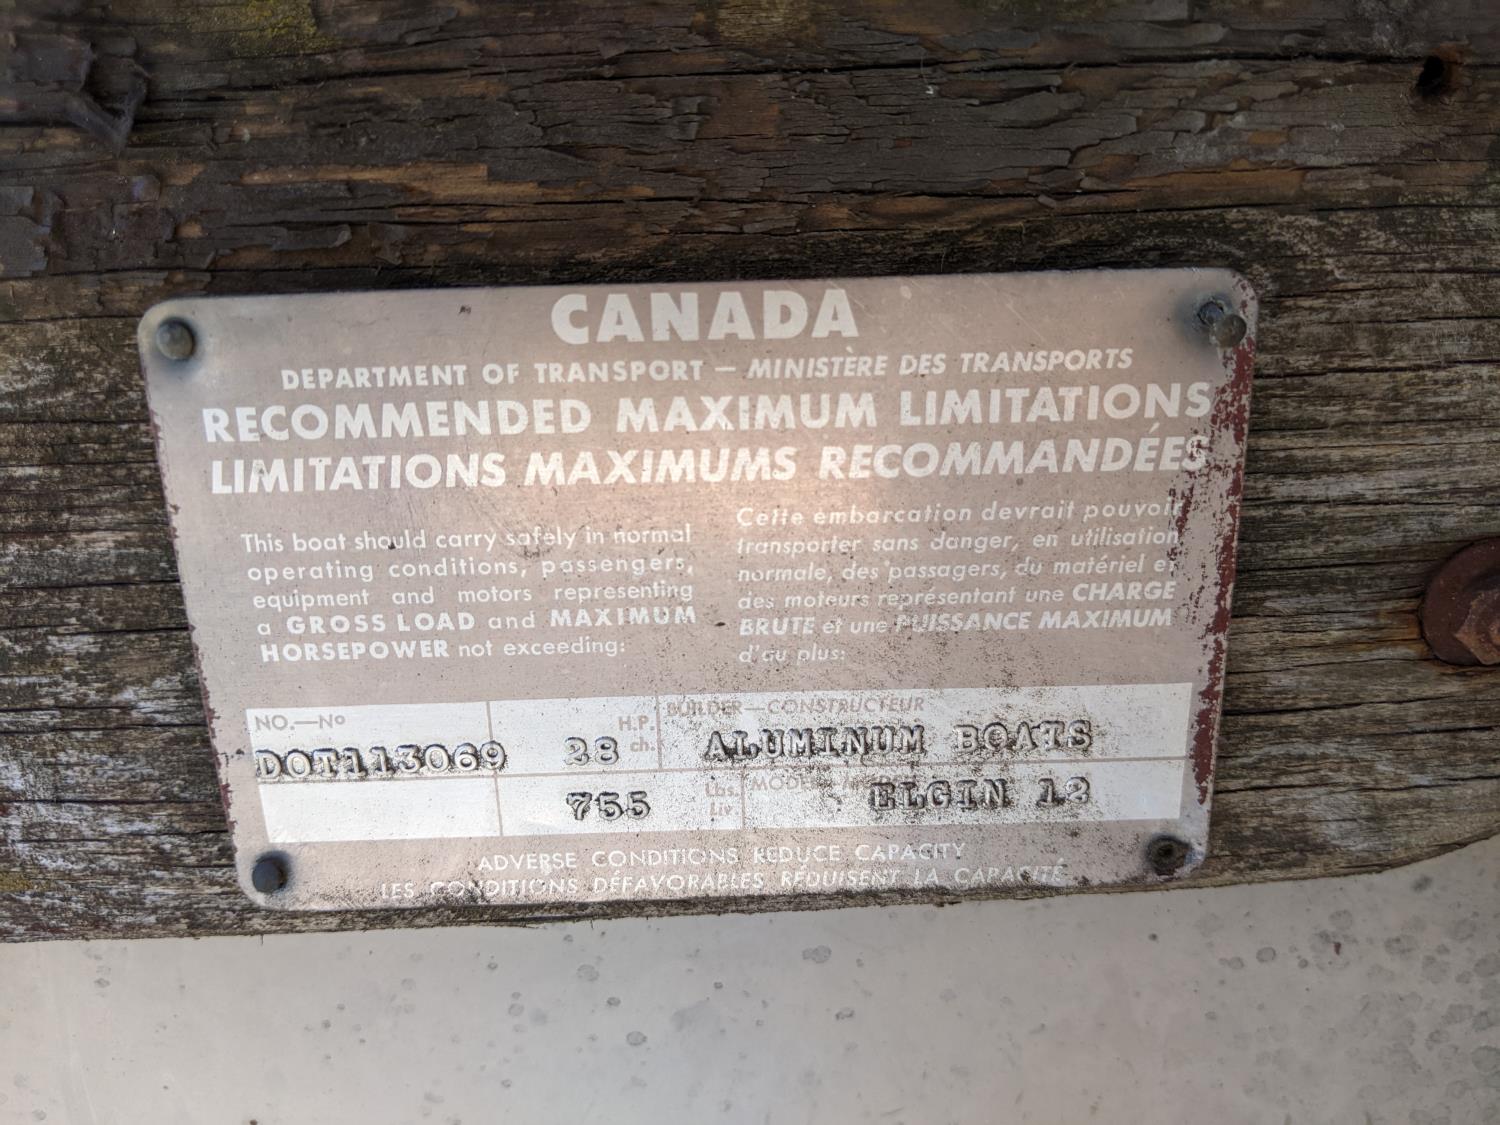 CANADA
DEPARTMENT OF TRANSPORT — MINISTÈRE DES TRANSPORTS
RECOMMENDED MAXIMUM LIMITATIONS
LIMITATIONS MAXIMUMS RECOMMANDÉES
This boat should carry safely in normal
operating conditions, passengers,
equipment and motors representing
a GROSS LOAD and MAXIMUM
HORSEPOWER not exceeding:
Cette embarcation devrait pouvoir
transporter sans danger, en utilisation
normale, des passagers, du matériel et
des moteurs représentant une CHARGE
BRUTE et une PUISSANCE MAXIMUM
d'au plus:
NO.—Nº
DOT113069
H.P.
28 ch.
BUILDER—CONSTRUCTEUR
ALUMINUM BOATS
755
Lbs.
Liv.
ELGIN 12
ADVERSE CONDITIONS REDUCE CAPACITY
LES CONDITIONS DÉFAVORABLES RÉDUISENT LA CAPACITÉ